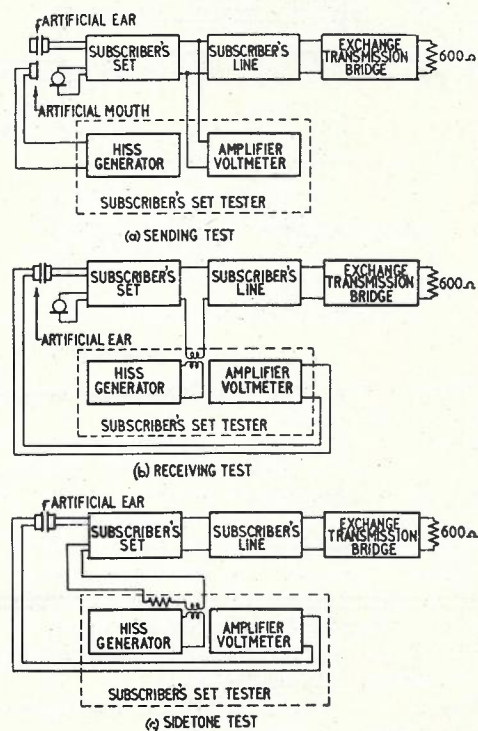 ARTIFICIAL EAR
SUBSCRIBER'S
SET
SUBSCRIBER'S
LINE
EXCHANGE
TRANSMISSION
BRIDGE
600Ω
ARTIFICIAL MOUTH
HISS
GENERATOR
AMPLIFIER
VOLTMETER
SUBSCRIBER'S SET TESTER
(a) SENDING TEST
SUBSCRIBER'S
SET
SUBSCRIBER'S
LINE
EXCHANGE
TRANSMISSION
BRIDGE
600Ω
ARTIFICIAL EAR
HISS
GENERATOR
AMPLIFIER
VOLTMETER
SUBSCRIBER'S SET TESTER
(b) RECEIVING TEST
ARTIFICIAL EAR
SUBSCRIBER'S
SET
SUBSCRIBER'S
LINE
EXCHANGE
TRANSMISSION
BRIDGE
600Ω
HISS
GENERATOR
AMPLIFIER
VOLTMETER
SUBSCRIBER'S SET TESTER
(c) SIDETONE TEST